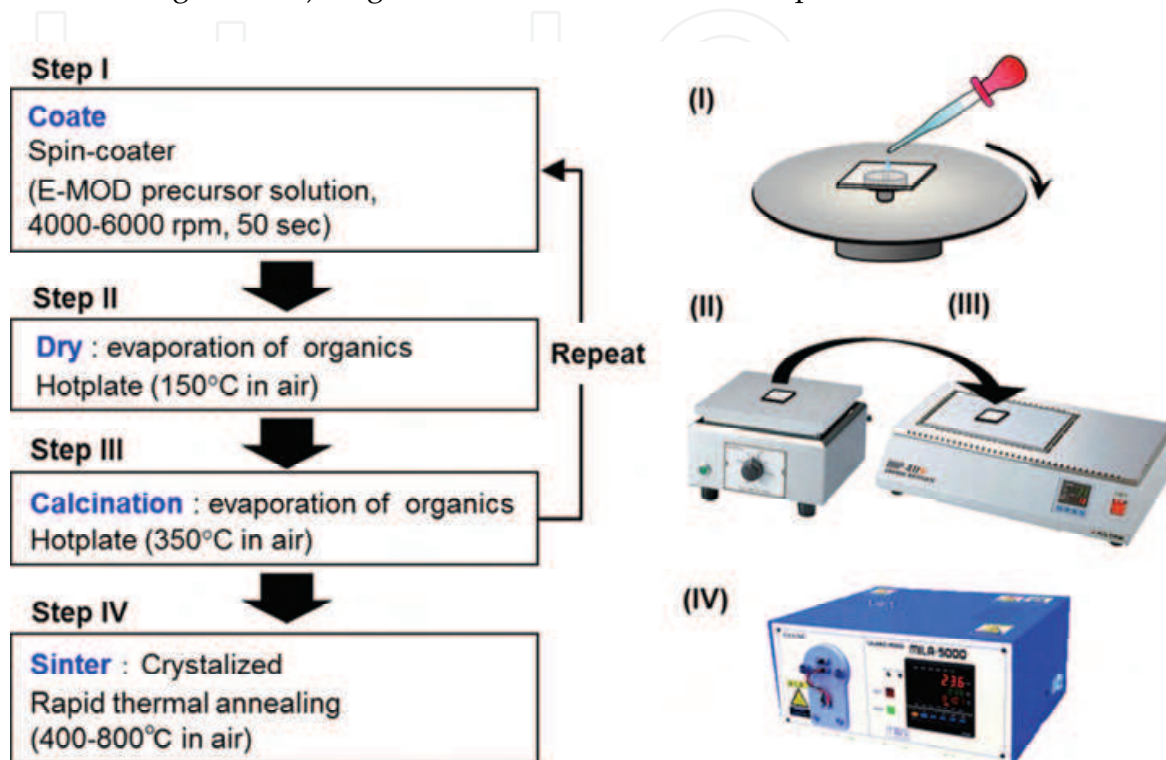 Step I
Coate
Spin-coater
(E-MOD precursor solution,
4000-6000 rpm, 50 sec)
Step II
Dry : evaporation of organics
Hotplate (150°C in air)
Repeat
Step III
Calcination : evaporation of organics
Hotplate (350°C in air)
Step IV
Sinter : Crystalized
Rapid thermal annealing
(400-800°C in air)
(I)
(II)
(III)
(IV)
MILA-5000
23.6